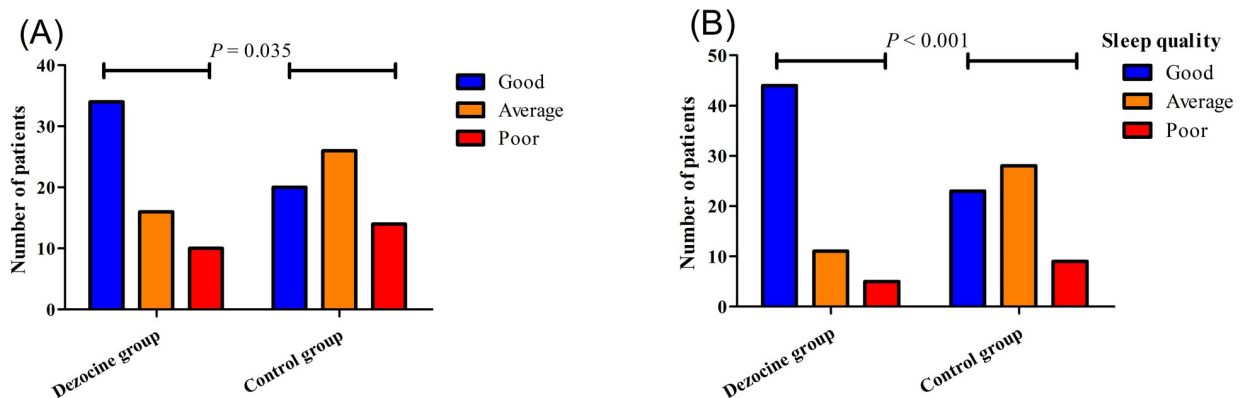 (A)
P = 0.035
Number of patients
40
30
20
10
0
Dezocine group
Control group
Good
Average
Poor
(B)
P < 0.001
Number of patients
50
40
30
20
10
0
Dezocine group
Control group
Sleep quality
Good
Average
Poor